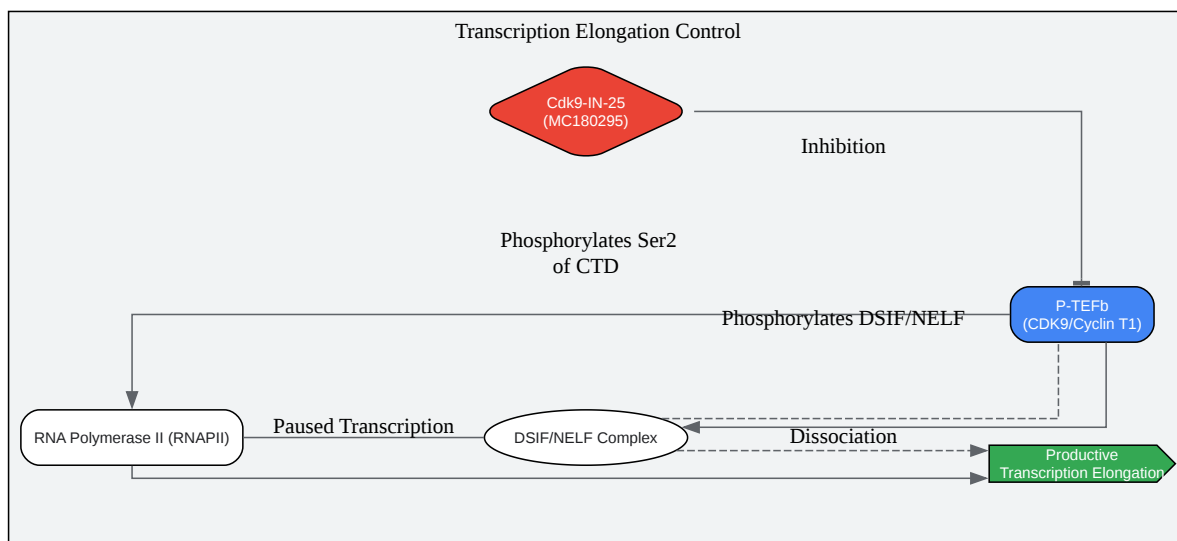 Transcription Elongation Control
Cdk9-IN-25
(MC180295)
Inhibition
Phosphorylates Ser2
of CTD
P-TEFb
(CDK9/Cyclin T1)
Phosphorylates DSIF/NELF
RNA Polymerase II (RNAPII)
Paused Transcription
DSIF/NELF Complex
Dissociation
Productive
Transcription Elongation